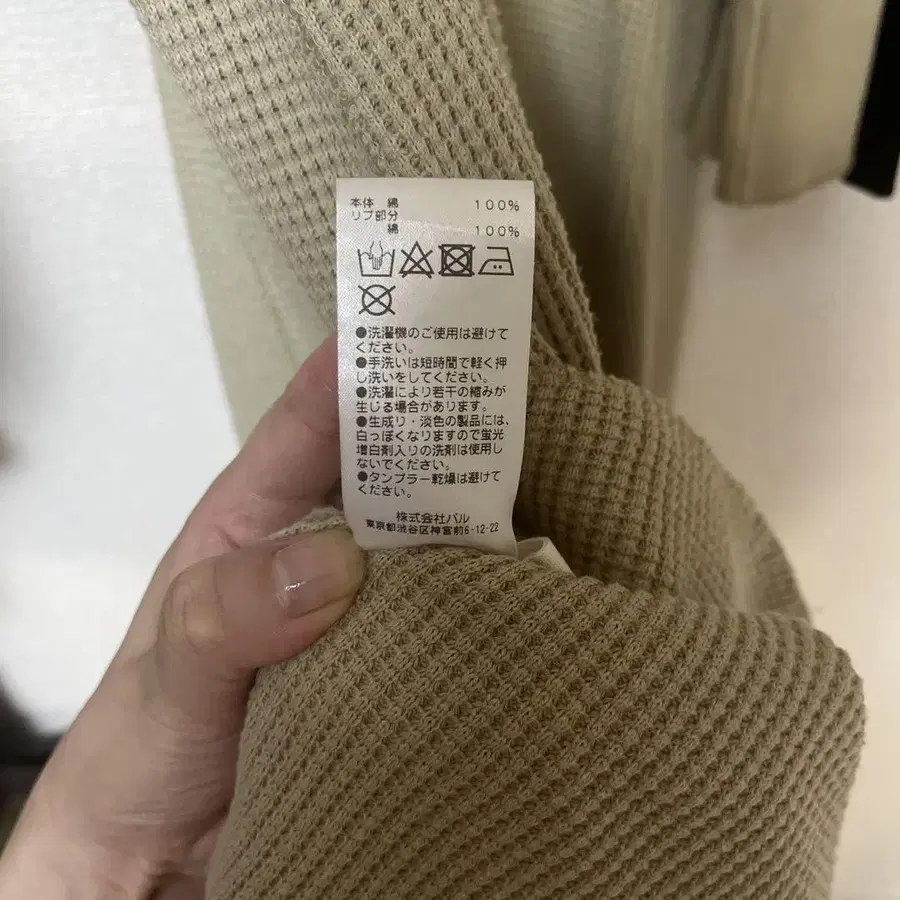 本体 綿 100%
リブ部分
綿 100%
●洗濯機のご使用は避けて
ください。
●手洗いは短時間で軽く押
し洗いをしてください。
●洗濯により若干の縮みが
生じる場合があります。
●生成り・淡色の製品には、
白っぽくなりますので蛍光
増白剤入りの洗剤は使用し
ないでください。
●タンブラー乾燥は避けて
ください。
株式会社パル
東京都渋谷区神宮前6-12-22